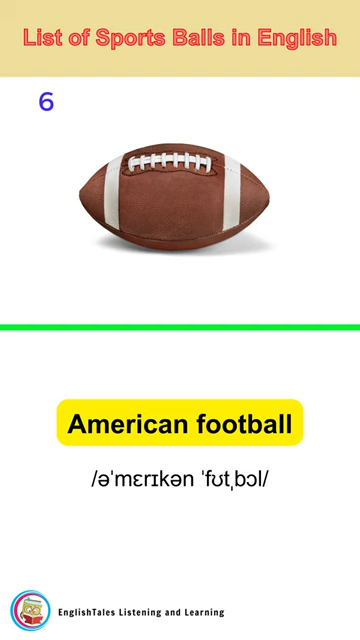 List of Sports Balls in English
6
American football
/əˈmɛrɪkən ˈfʊtˌbɔl/
EnglishTales Listening and Learning